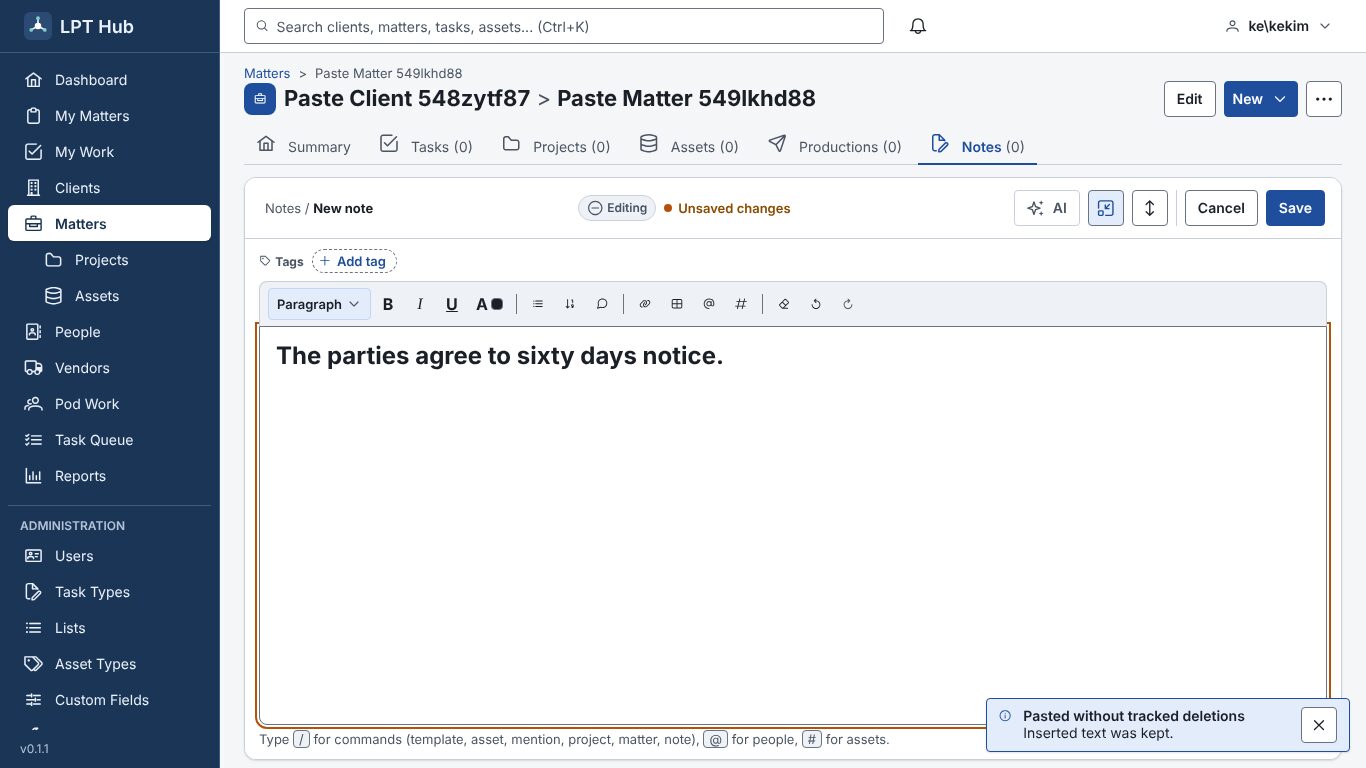 LPT Hub
Search clients, matters, tasks, assets... (Ctrl+K)
ke\kekim
Dashboard
My Matters
My Work
Clients
Matters
Projects
Assets
People
Vendors
Pod Work
Task Queue
Reports
ADMINISTRATION
Users
Task Types
Lists
Asset Types
Custom Fields
v0.1.1
Matters > Paste Matter 549lkhd88
Paste Client 548zytf87 > Paste Matter 549lkhd88
Edit
New
Summary
Tasks (0)
Projects (0)
Assets (0)
Productions (0)
Notes (0)
Notes / New note
Editing
Unsaved changes
AI
Cancel
Save
Tags
+ Add tag
Paragraph
B I U A @ #
The parties agree to sixty days notice.
Type / for commands (template, asset, mention, project, matter, note), @ for people, # for assets.
Pasted without tracked deletions
Inserted text was kept.